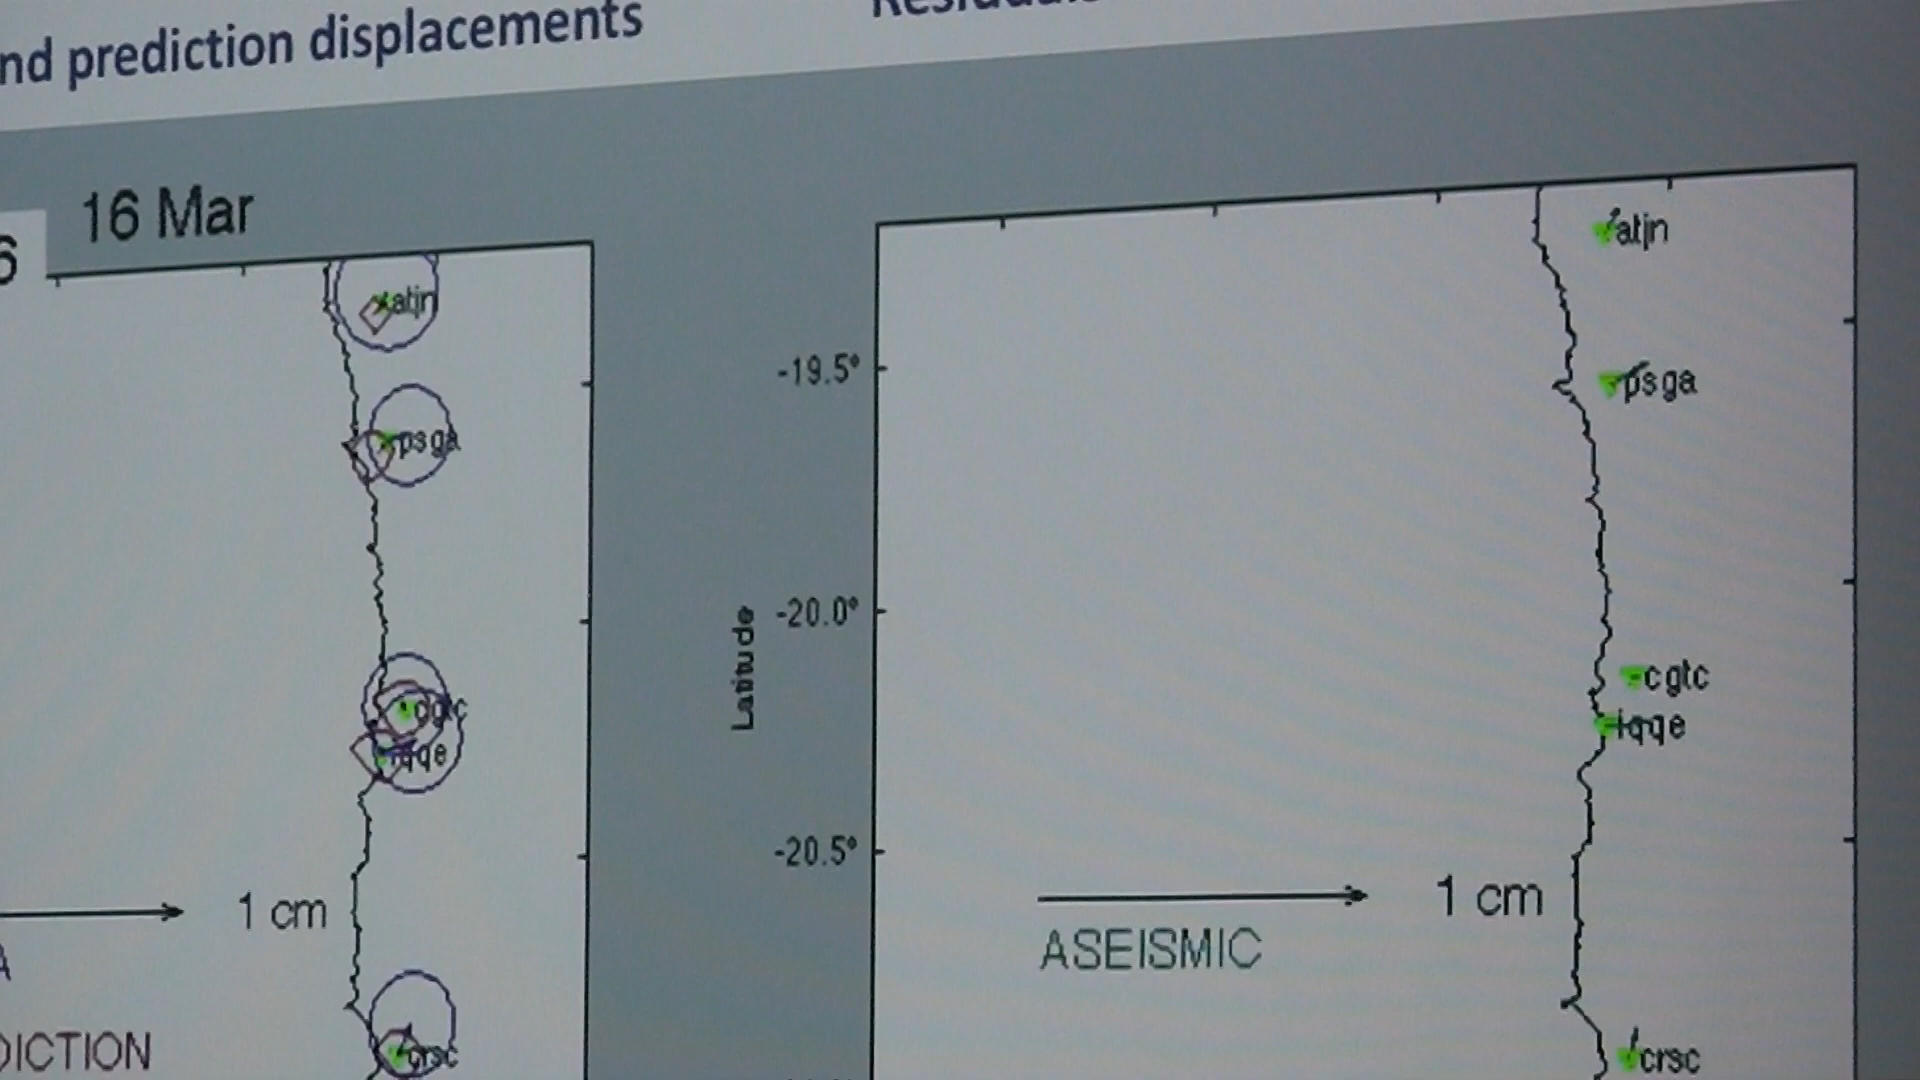 nd prediction displacements
16 Mar
atjn
psga
cgtc
iqqe
1 cm
DICTION
crsc
atjn
-19.5°
psga
Latitude
-20.0°
cgtc
iqqe
-20.5°
1 cm
ASEISMIC
crsc